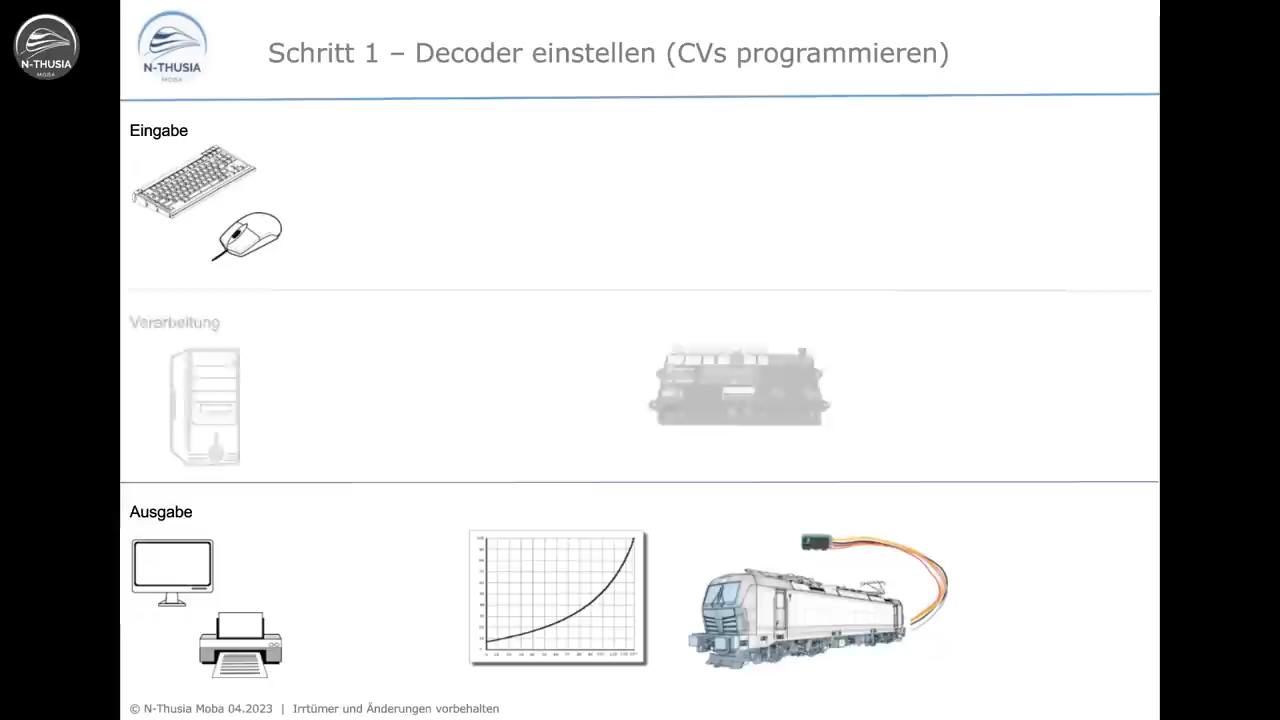 N-THUSIA
MOBA
N-THUSIA
MOBA
Schritt 1 – Decoder einstellen (CVs programmieren)
Eingabe
Verarbeitung
Ausgabe
© N-Thusia Moba 04.2023 | Irrtümer und Änderungen vorbehalten